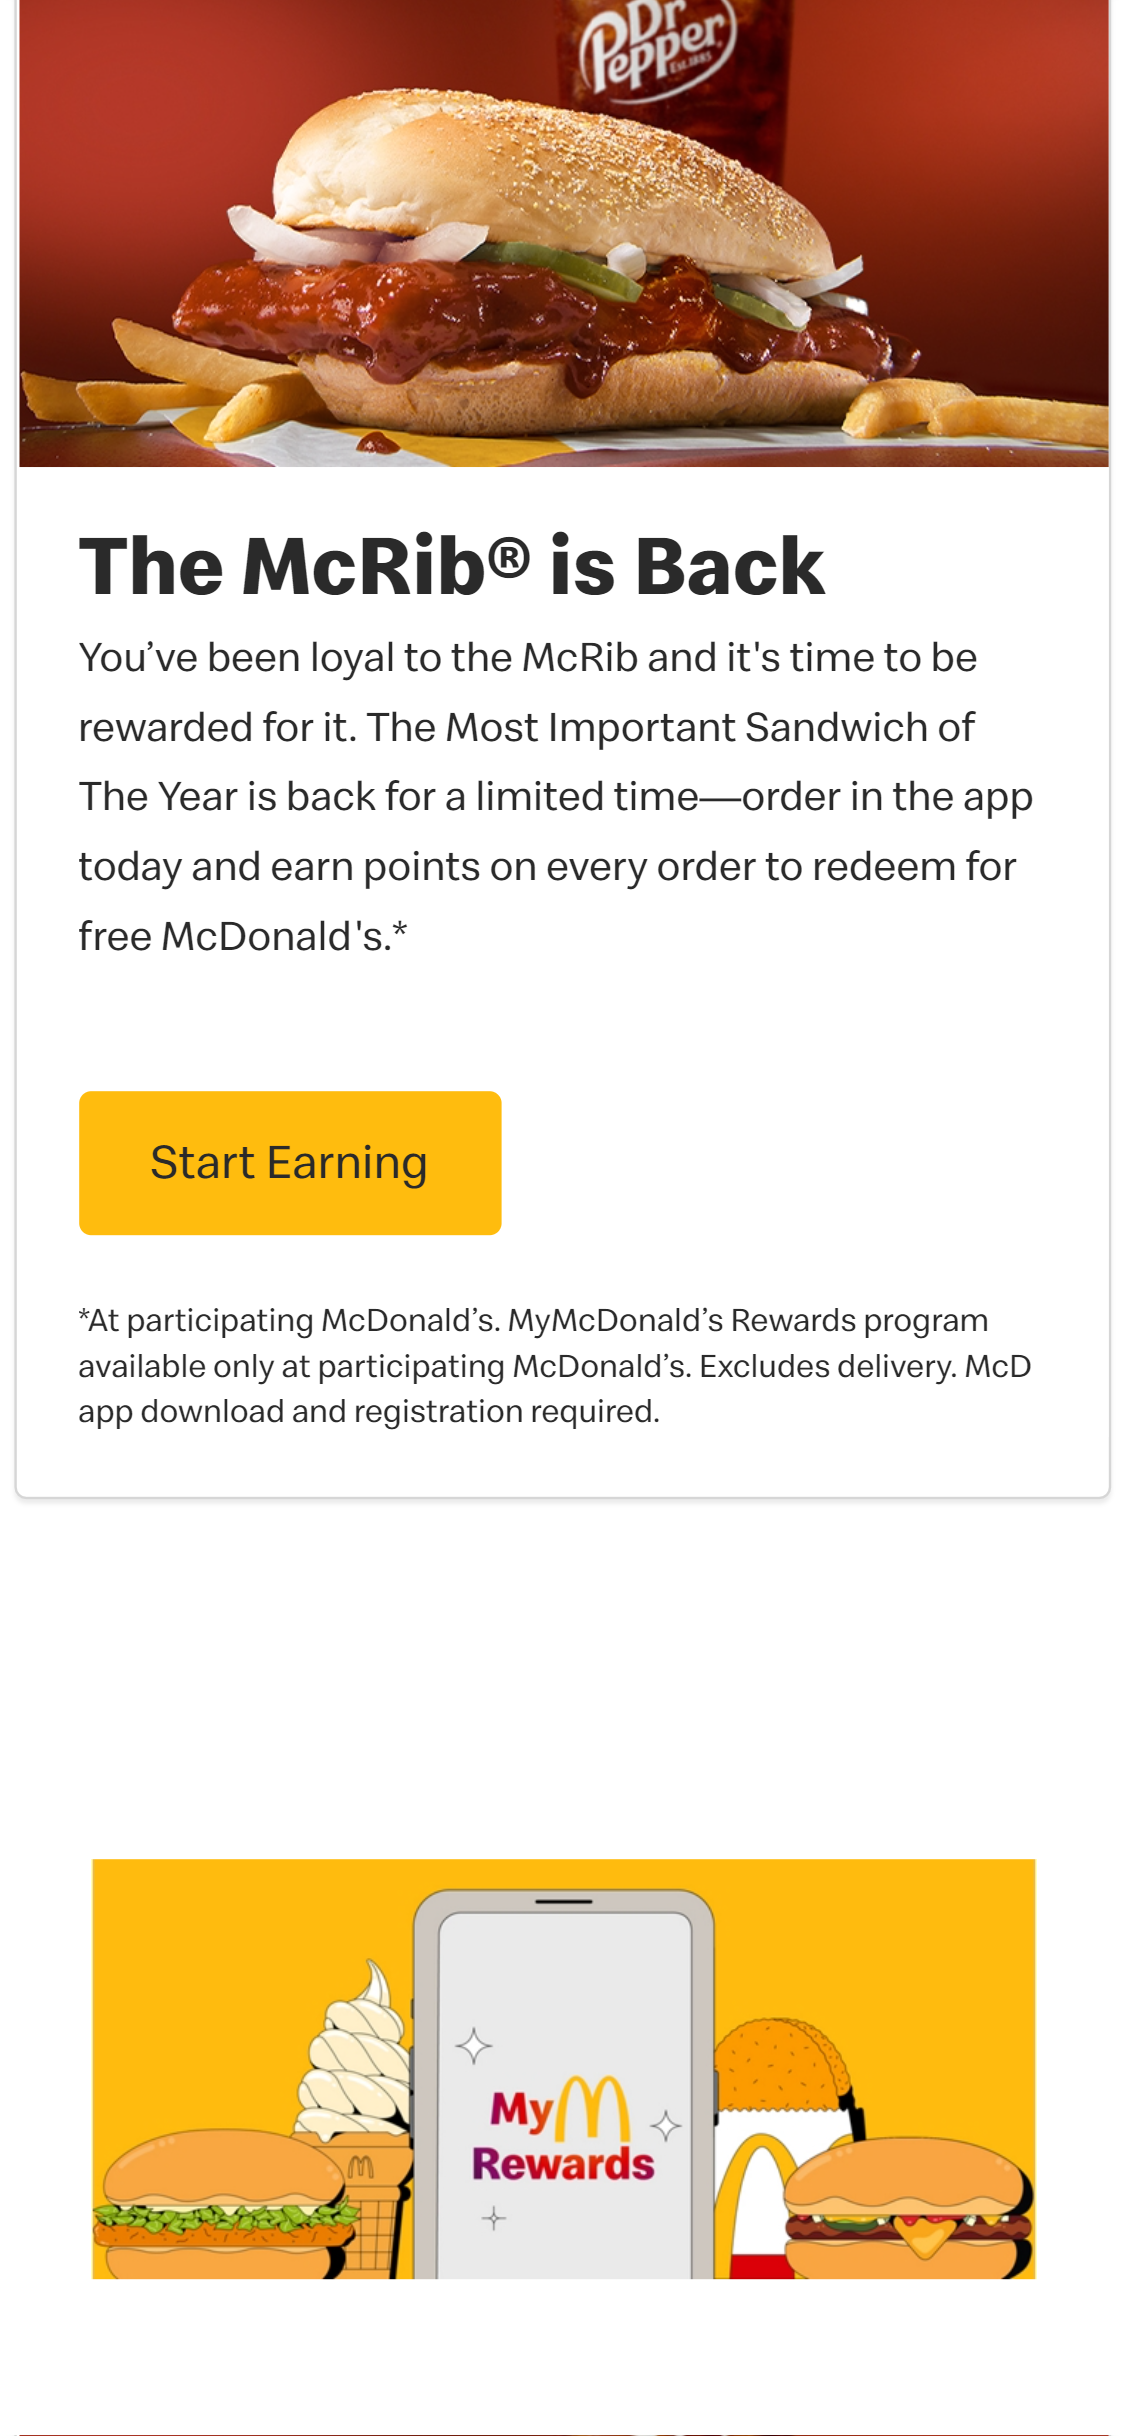 Dr
Pepper
Est.1885
The McRib® is Back
You’ve been loyal to the McRib and it's time to be
rewarded for it. The Most Important Sandwich of
The Year is back for a limited time—order in the app
today and earn points on every order to redeem for
free McDonald's.*
Start Earning
*At participating McDonald’s. MyMcDonald’s Rewards program
available only at participating McDonald’s. Excludes delivery. McD
app download and registration required.
My
Rewards